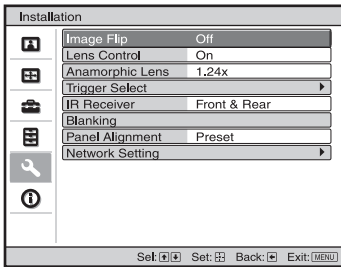 Installation
Image Flip Off
Lens Control On
Anamorphic Lens 1.24x
Trigger Select
IR Receiver Front & Rear
Blanking
Panel Alignment Preset
Network Setting
Sel: Set: Back: Exit: MENU